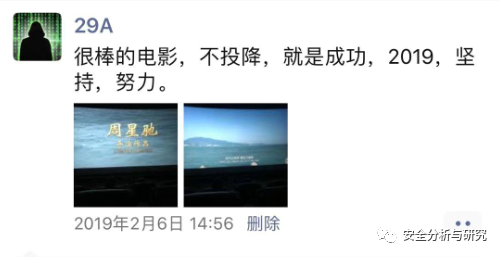 29A
很棒的电影，不投降，就是成功，2019，坚
持，努力。
周星驰
2019年2月6日 14:56 删除
安全分析与研究